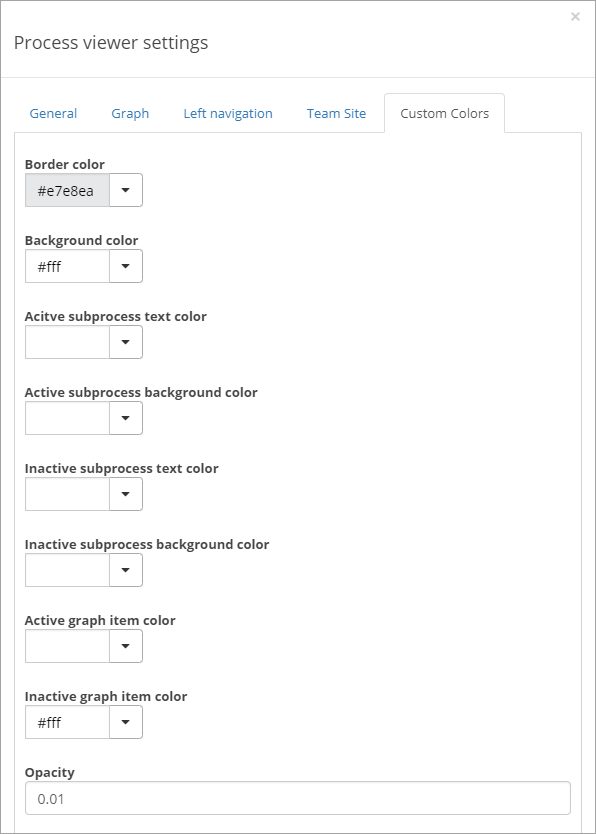 ×
Process viewer settings
General Graph Left navigation Team Site Custom Colors
Border color
#e7e8ea
Background color
#fff
Acitve subprocess text color
Active subprocess background color
Inactive subprocess text color
Inactive subprocess background color
Active graph item color
Inactive graph item color
#fff
Opacity
0.01